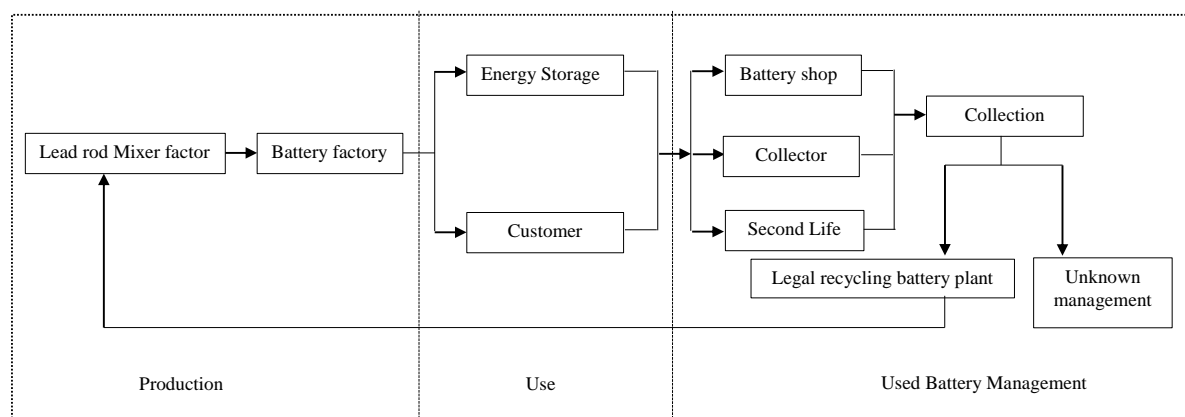 Energy Storage
Battery shop
Collection
Lead rod Mixer factor
Battery factory
Collector
Customer
Second Life
Legal recycling battery plant
Unknown
management
Production
Use
Used Battery Management